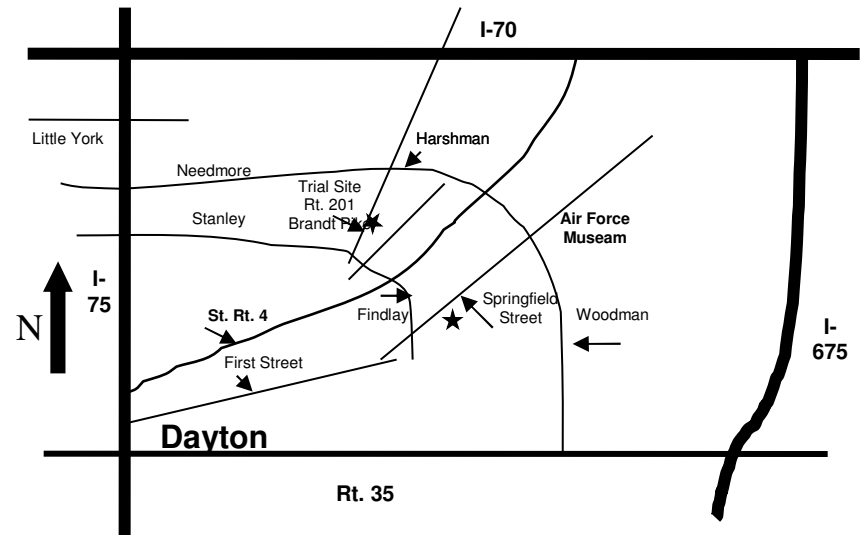 I-70
Little York
Harshman
Needmore
Trial Site
Rt. 201
Brandt Pike
Stanley
Air Force
Museam
I-
75
N
St. Rt. 4
Findlay
Springfield
Street
Woodman
I-
675
First Street
Dayton
Rt. 35